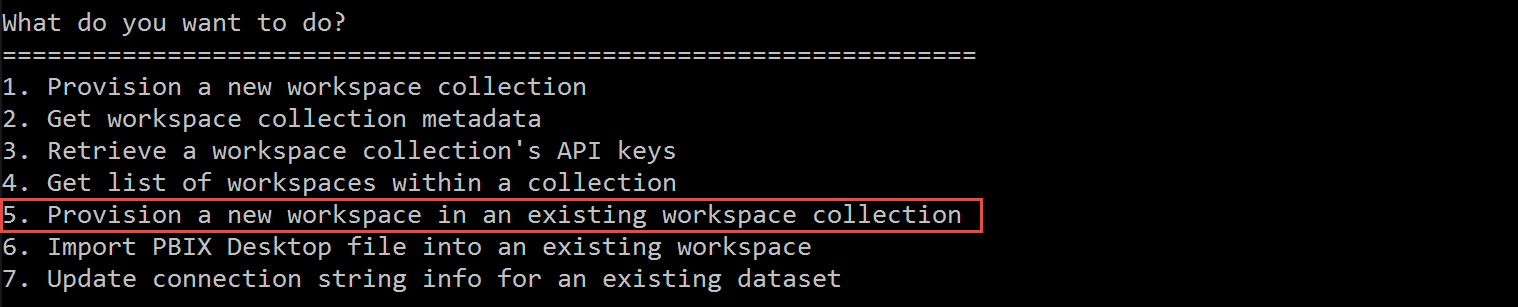 What do you want to do?
=================================================================
1. Provision a new workspace collection
2. Get workspace collection metadata
3. Retrieve a workspace collection's API keys
4. Get list of workspaces within a collection
5. Provision a new workspace in an existing workspace collection
6. Import PBIX Desktop file into an existing workspace
7. Update connection string info for an existing dataset